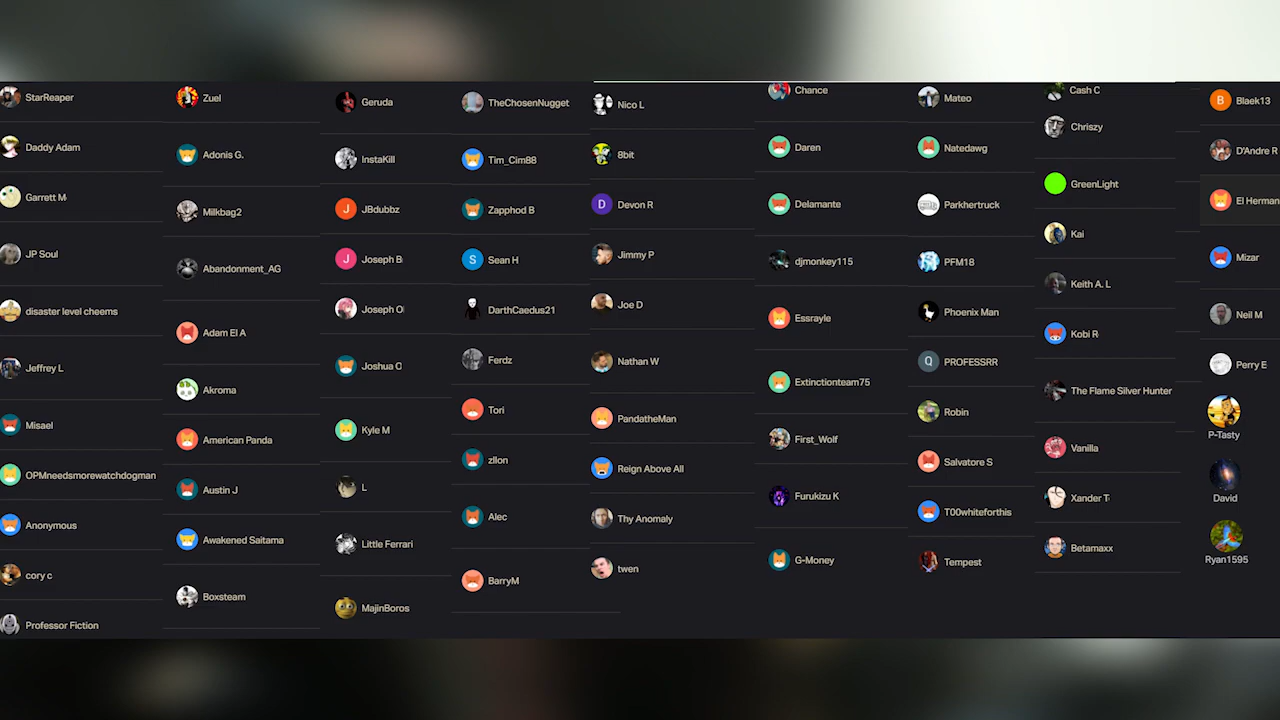 StarReaper
Daddy Adam
Garrett M
JP Soul
disaster level cheems
Jeffrey L
Misael
OPMneedsmorewatchdogman
Anonymous
cory c
Professor Fiction
Zuel
Adonis G.
Milkbag2
Abandonment_AG
Adam El A
Akroma
American Panda
Austin J
Awakened Saitama
Boxsteam
Geruda
InstaKill
J
JBdubbz
J
Joseph B
Joseph O
Joshua O
Kyle M
L
Little Ferrari
MajinBoros
TheChosenNugget
Tim_Cim88
Zapphod B
S
Sean H
DarthCaedus21
Ferdz
Tori
zllon
Alec
BarryM
Nico L
8bit
D
Devon R
Jimmy P
Joe D
Nathan W
PandatheMan
Reign Above All
Thy Anomaly
twen
Chance
Daren
Delamante
djmonkey115
Essrayle
Extinctionteam75
First_Wolf
Furukizu K
G-Money
Mateo
Natedawg
Parkhertruck
PFM18
Phoenix Man
Q
PROFESSRR
Robin
Salvatore S
T00whiteforthis
Tempest
Cash C
Chriszy
GreenLight
Kai
Keith A. L
Kobi R
The Flame Silver Hunter
Vanilla
Xander T
Betamaxx
B
Blaek13
D'Andre R
El Herman
Mizar
Neil M
Perry E
P-Tasty
David
Ryan1595